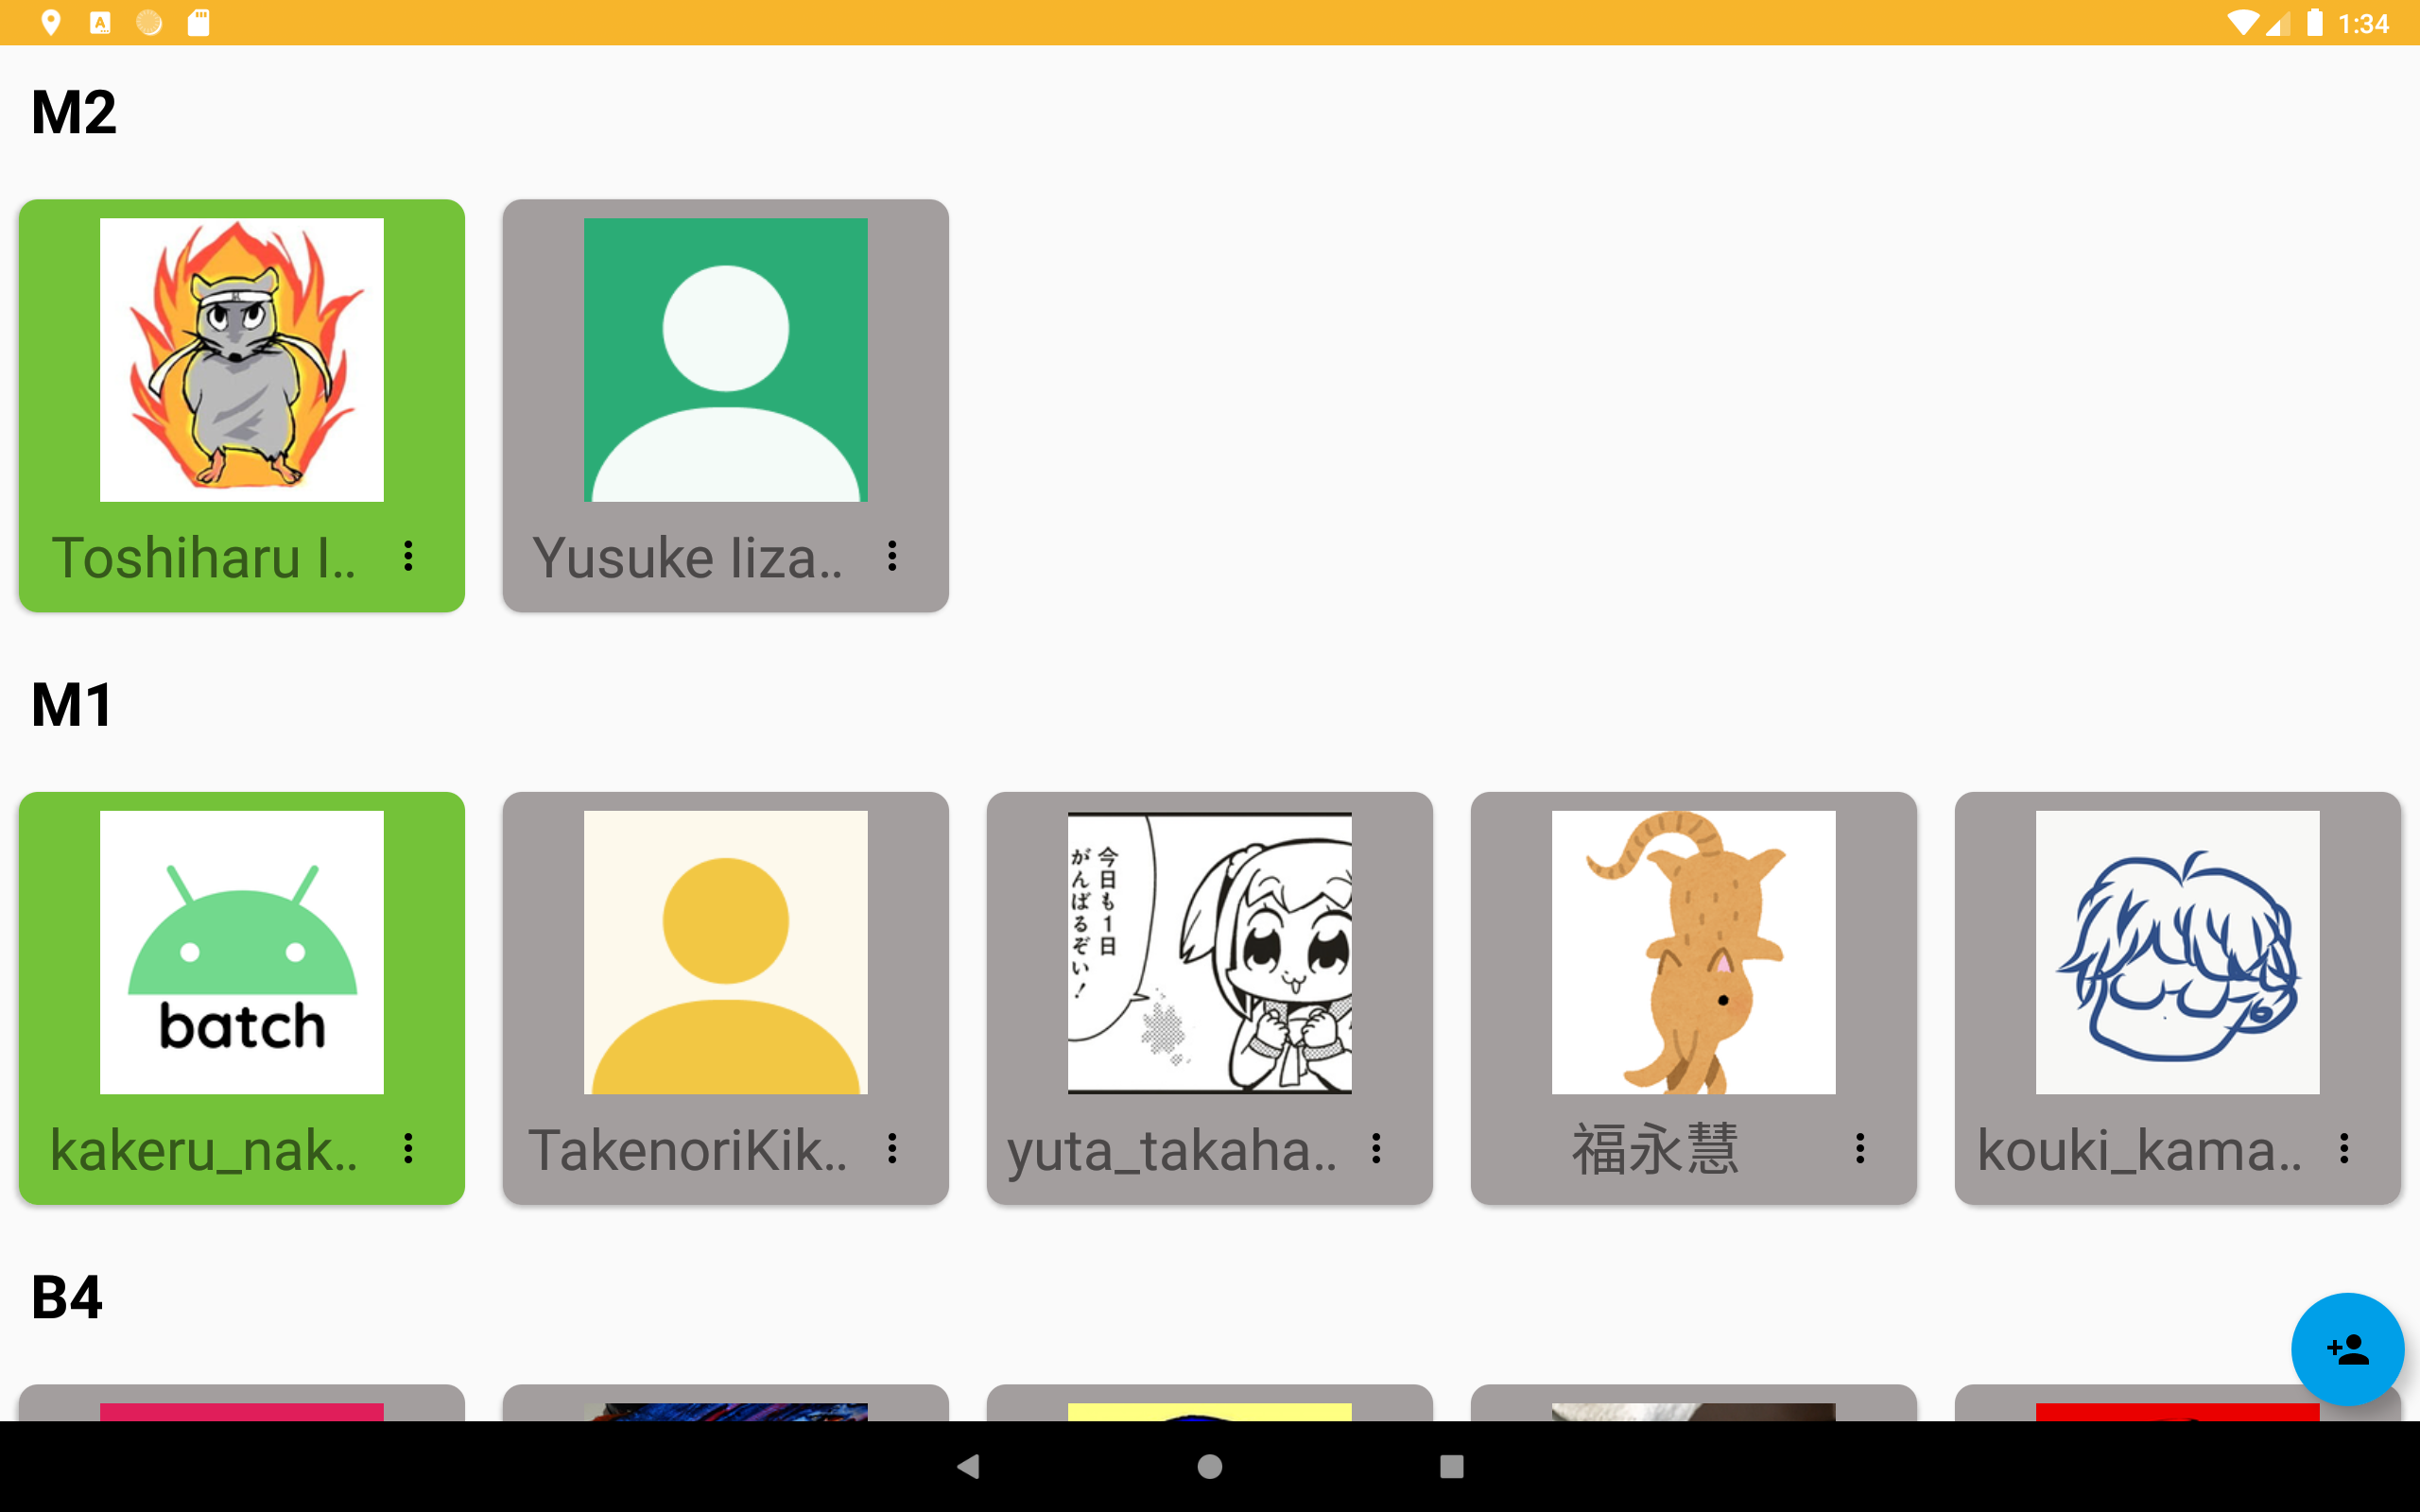 1:34
M2
Toshiharu I..
Yusuke Iiza..
M1
batch
今日も1日
がんばるぞい!
kakeru_nak..
TakenoriKik..
yuta_takaha..
福永慧
kouki_kama..
B4